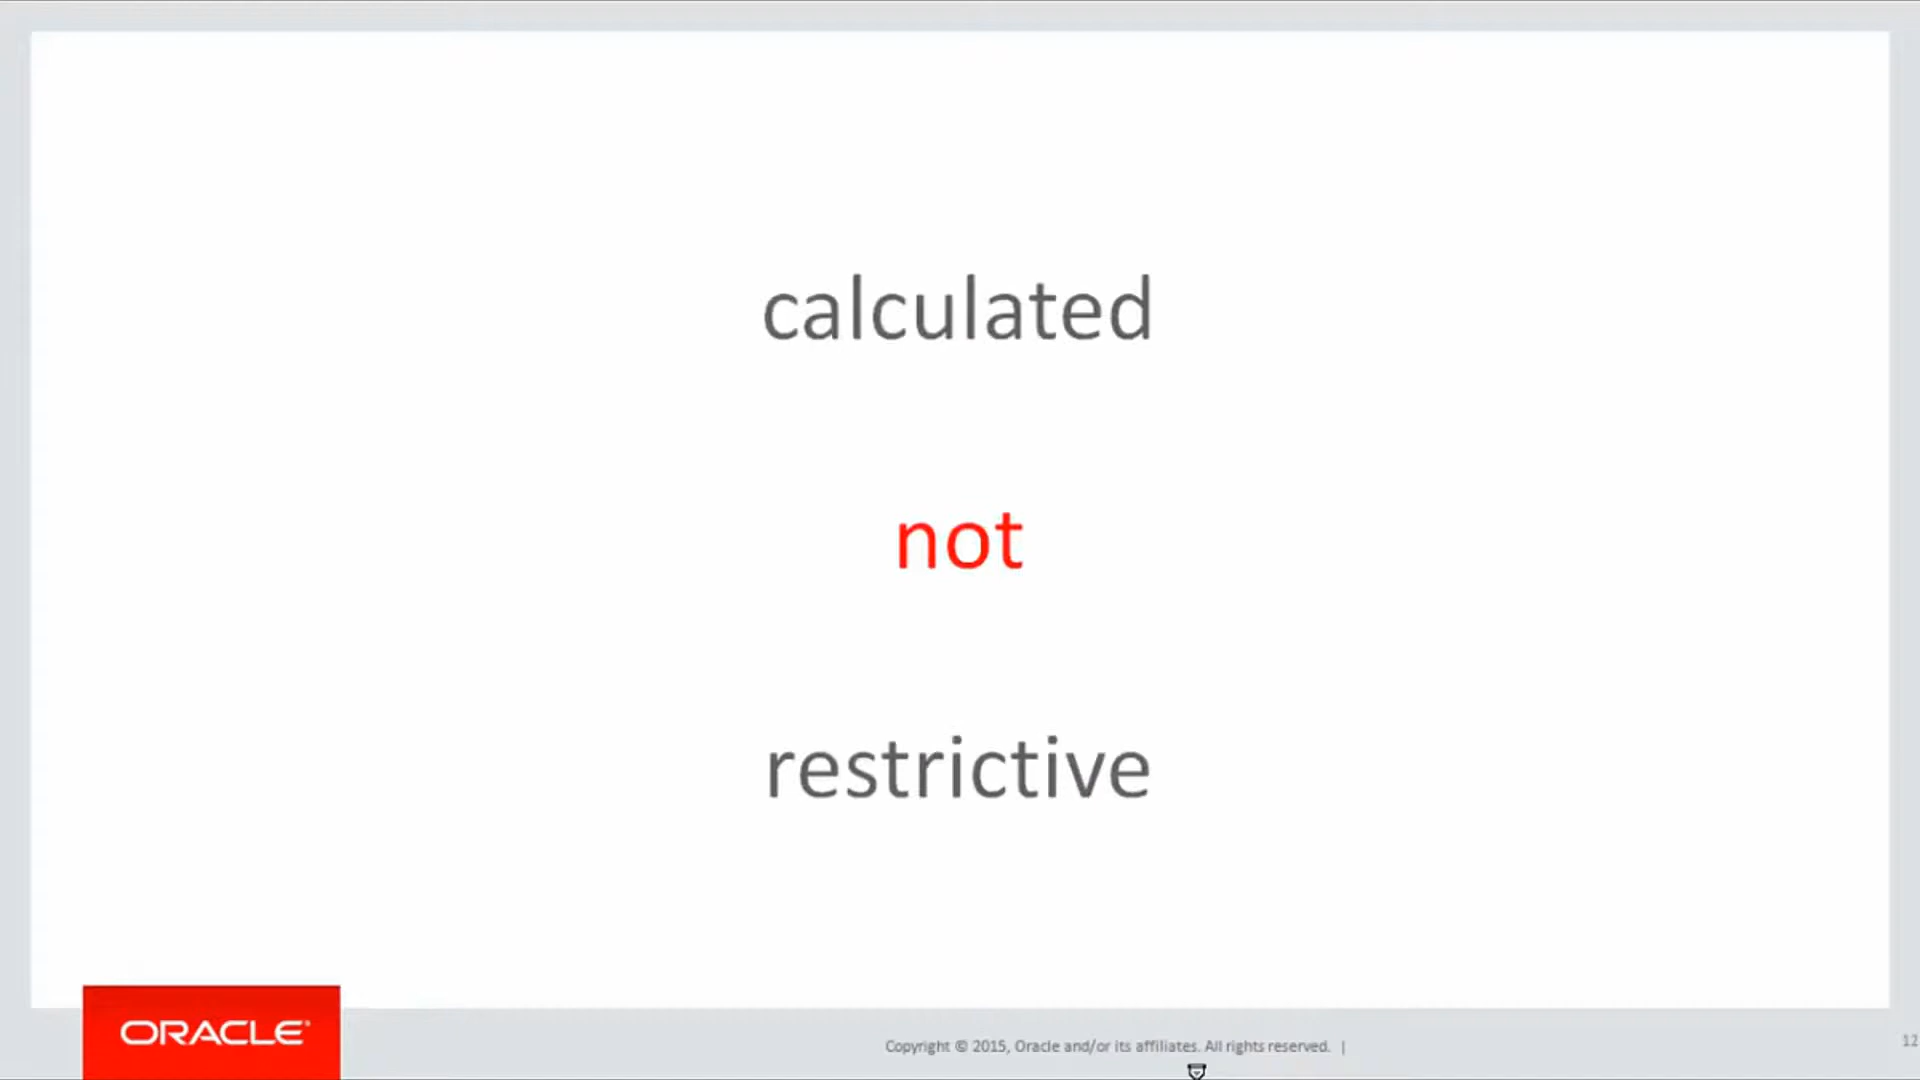 calculated
not
restrictive
ORACLE®
Copyright © 2015, Oracle and/or its affiliates. All rights reserved. |
12